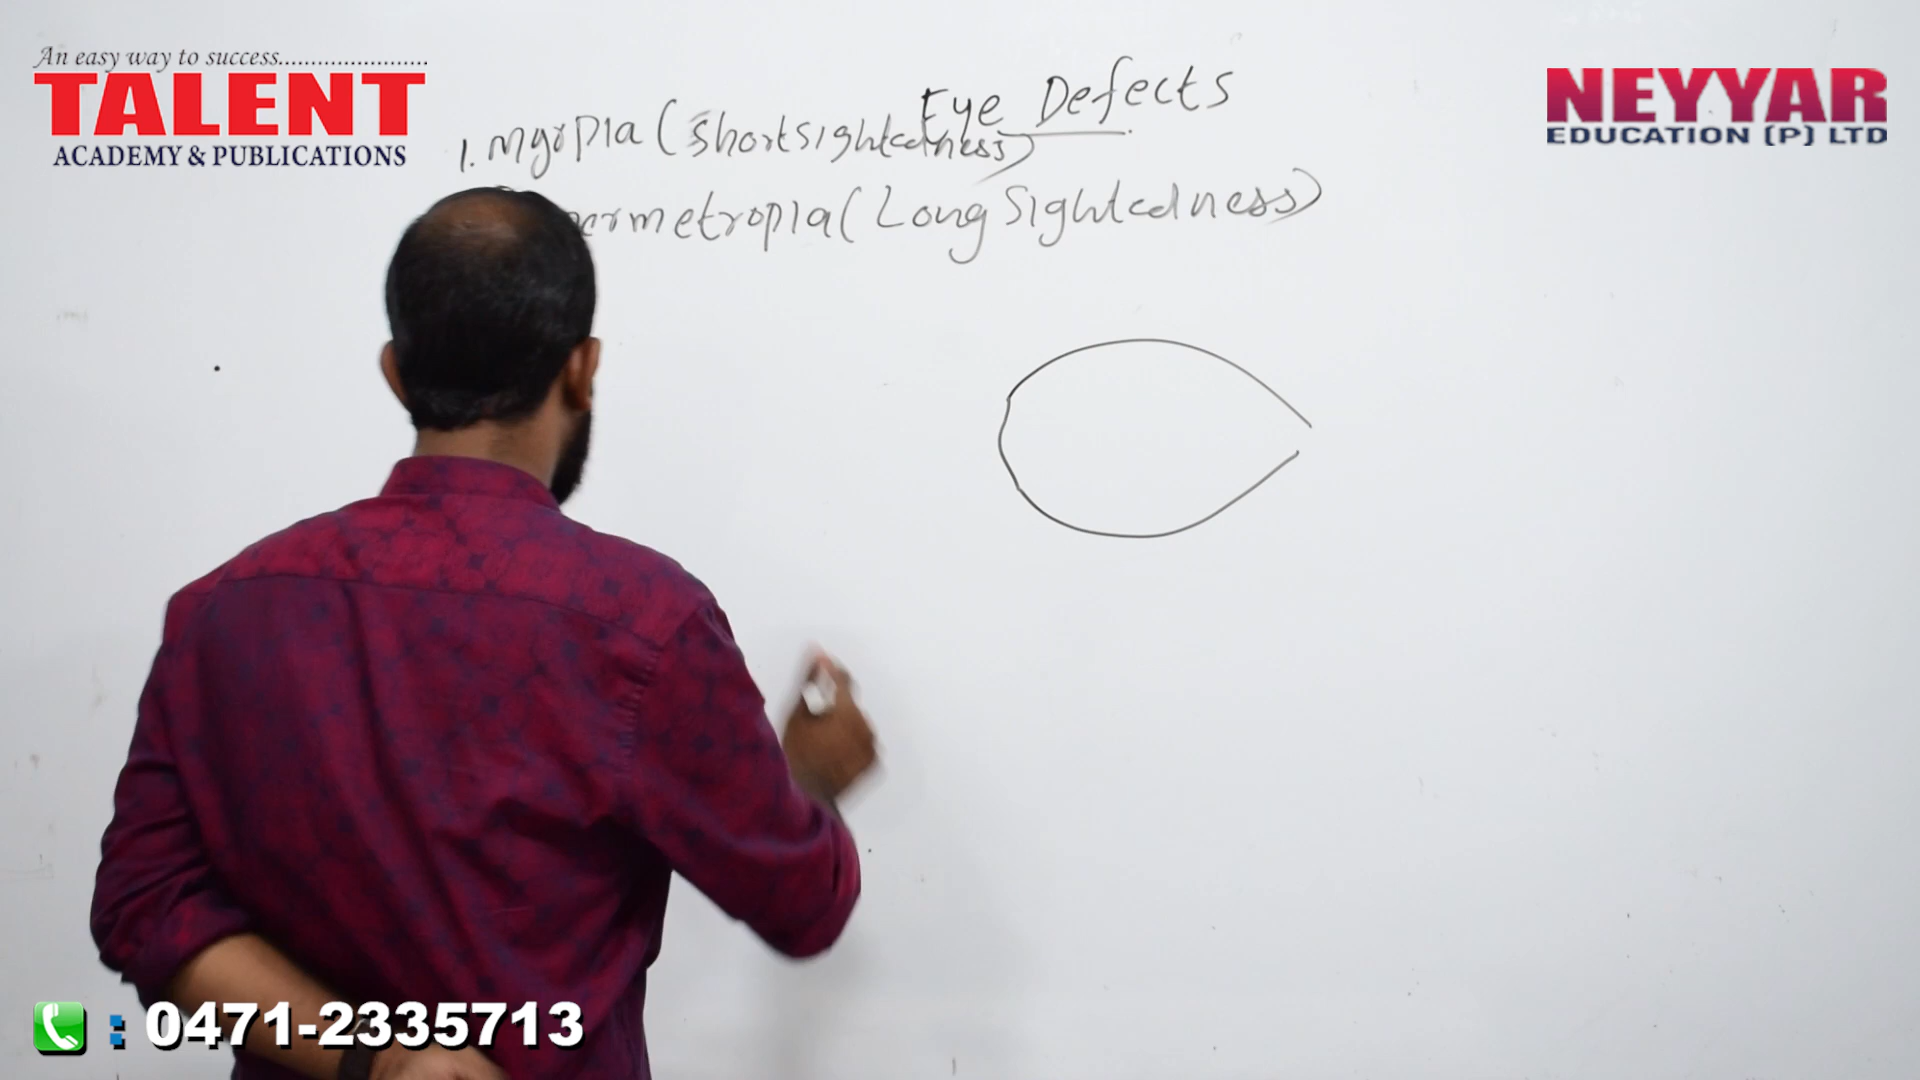 An easy way to success.........................
TALENT
ACADEMY & PUBLICATIONS
NEYYAR
EDUCATION (P) LTD
Eye Defects
1. Myopia (Shortsightedness)
ermetropia (Long Sightedness)
: 0471-2335713